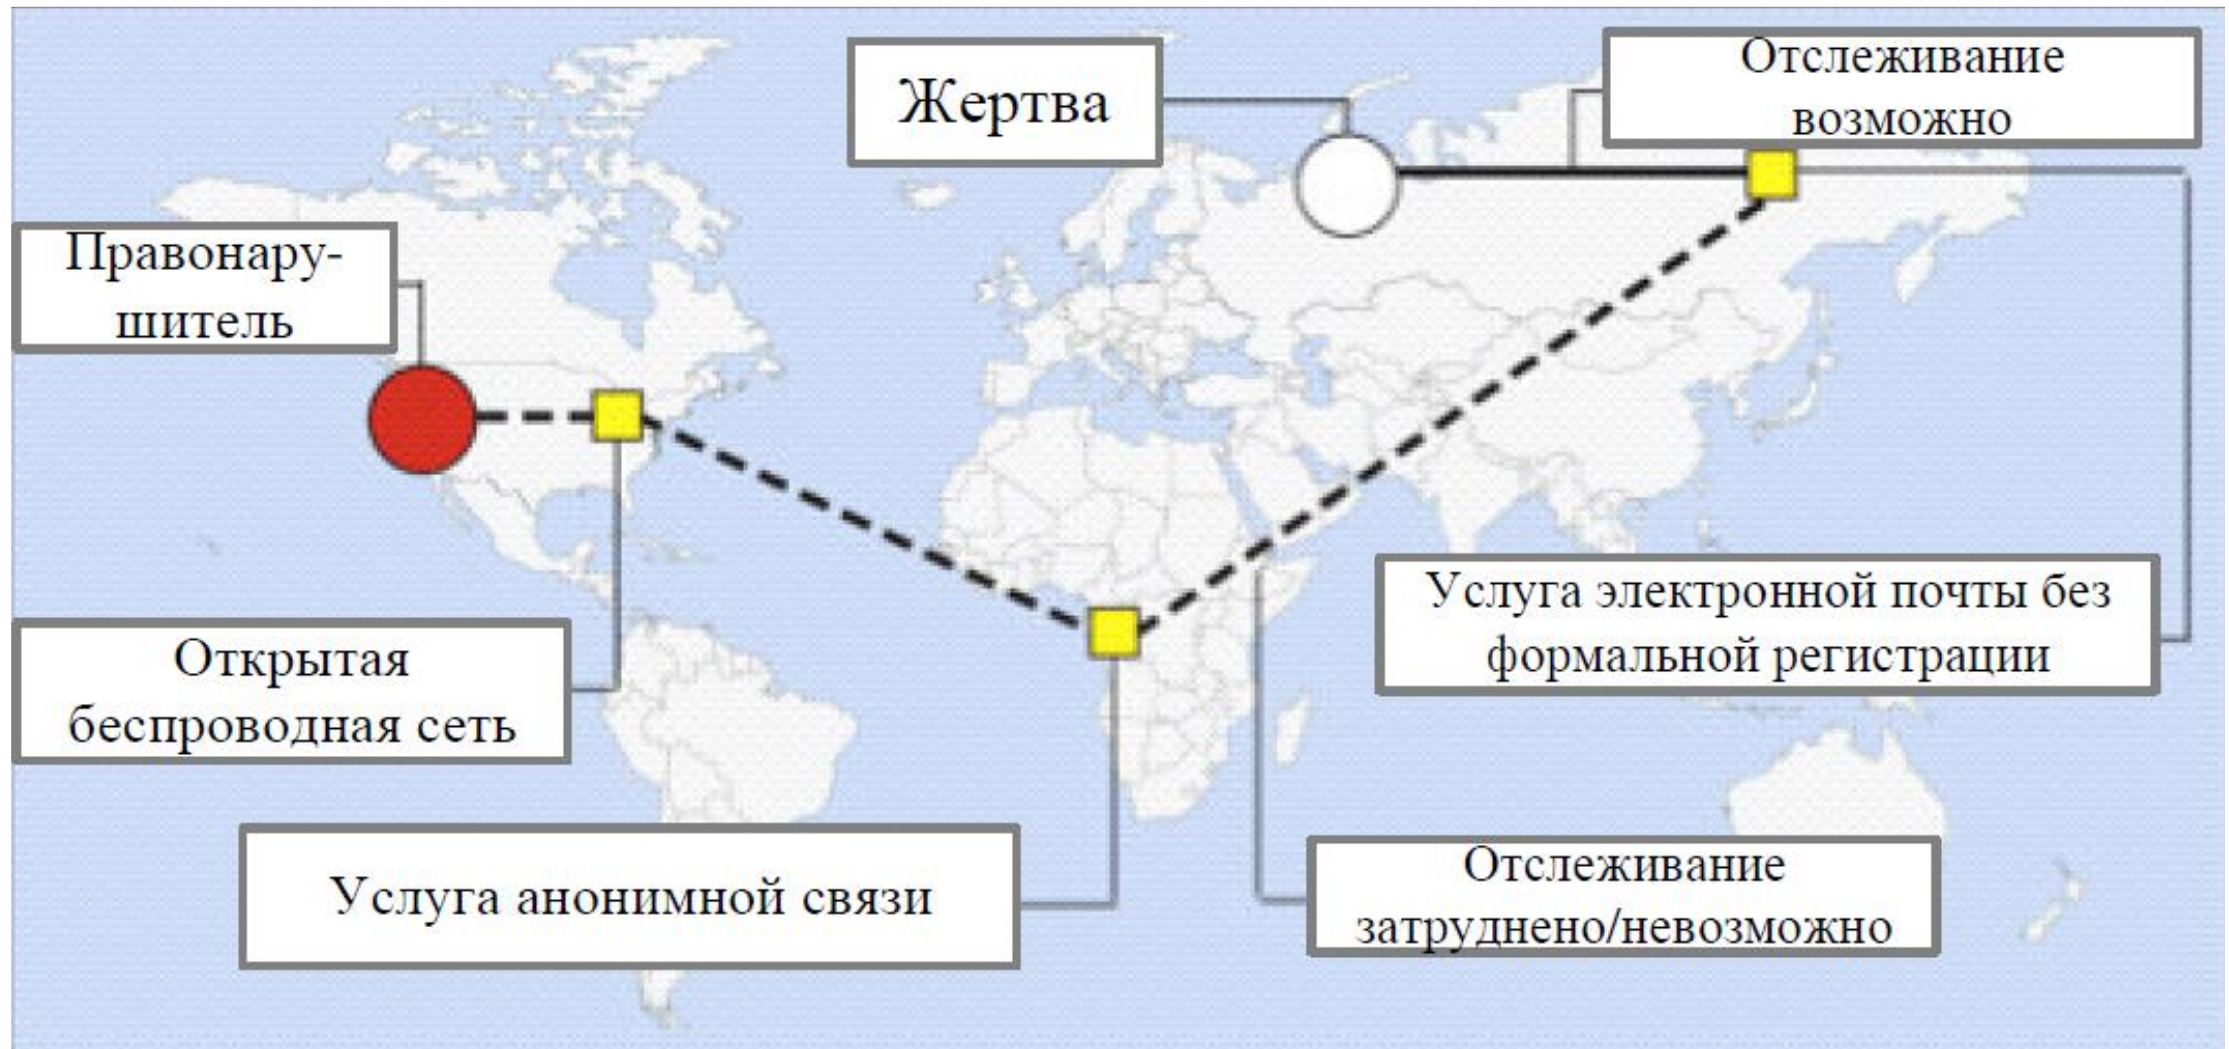 Жертва
Отслеживание
возможно
Правонару-
шитель
Открытая
беспроводная сеть
Услуга электронной почты без
формальной регистрации
Услуга анонимной связи
Отслеживание
затруднено/невозможно